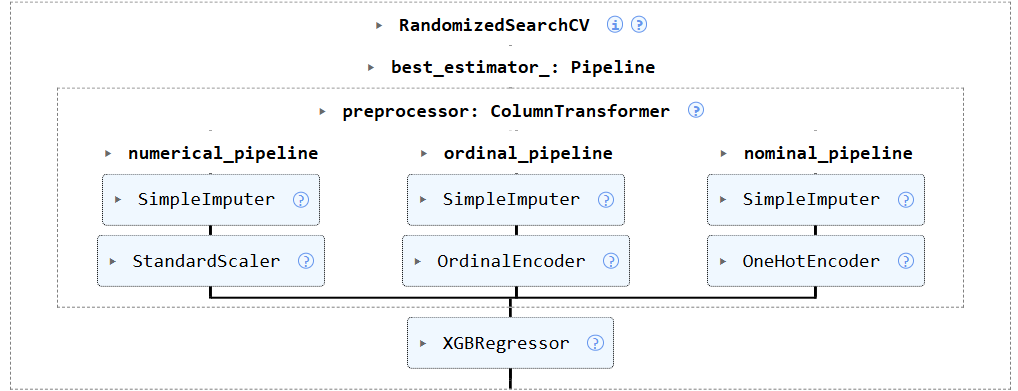 RandomizedSearchCV i ?
best_estimator_: Pipeline
preprocessor: ColumnTransformer ?
numerical_pipeline ordinal_pipeline nominal_pipeline
SimpleImputer ? SimpleImputer ? SimpleImputer ?
StandardScaler ? OrdinalEncoder ? OneHotEncoder ?
XGBRegressor ?